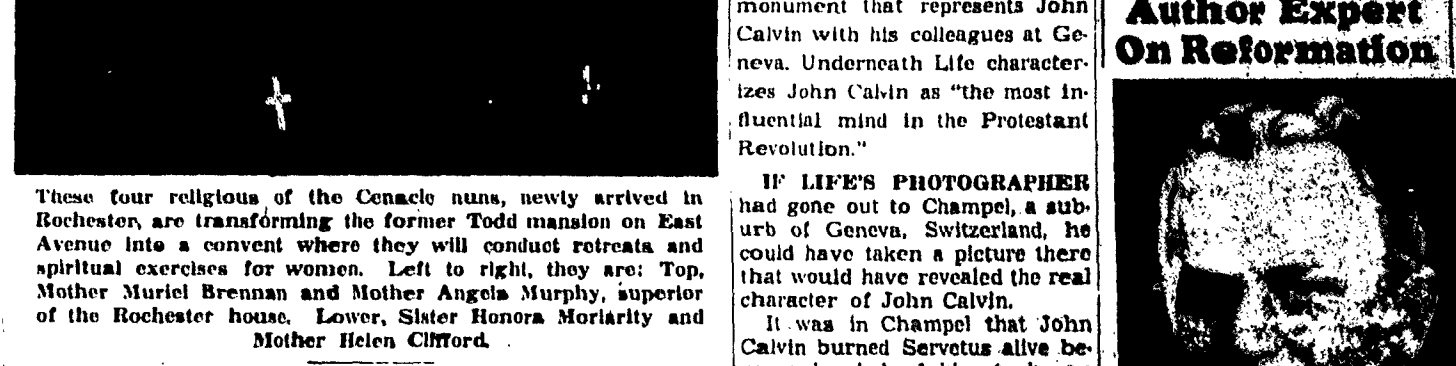 These four religious of the Cenacle nuns, newly arrived in
Rochester, are transforming the former Todd mansion on East
Avenue into a convent where they will conduct retreats and
spiritual exercises for women. Left to right, they are: Top,
Mother Muriel Brennan and Mother Angela Murphy, superior
of the Rochester house. Lower, Sister Honora Moriarity and
Mother Helen Clifford.
monument that represents John
Calvin with his colleagues at Ge-
neva. Underneath Life character-
izes John Calvin as "the most in-
fluential mind in the Protestant
Revolution."
IF LIFE'S PHOTOGRAPHER
had gone out to Champel, a sub-
urb of Geneva, Switzerland, he
could have taken a picture there
that would have revealed the real
character of John Calvin.
It was in Champel that John
Calvin burned Servetus alive be-
Author Expert
On Reformation